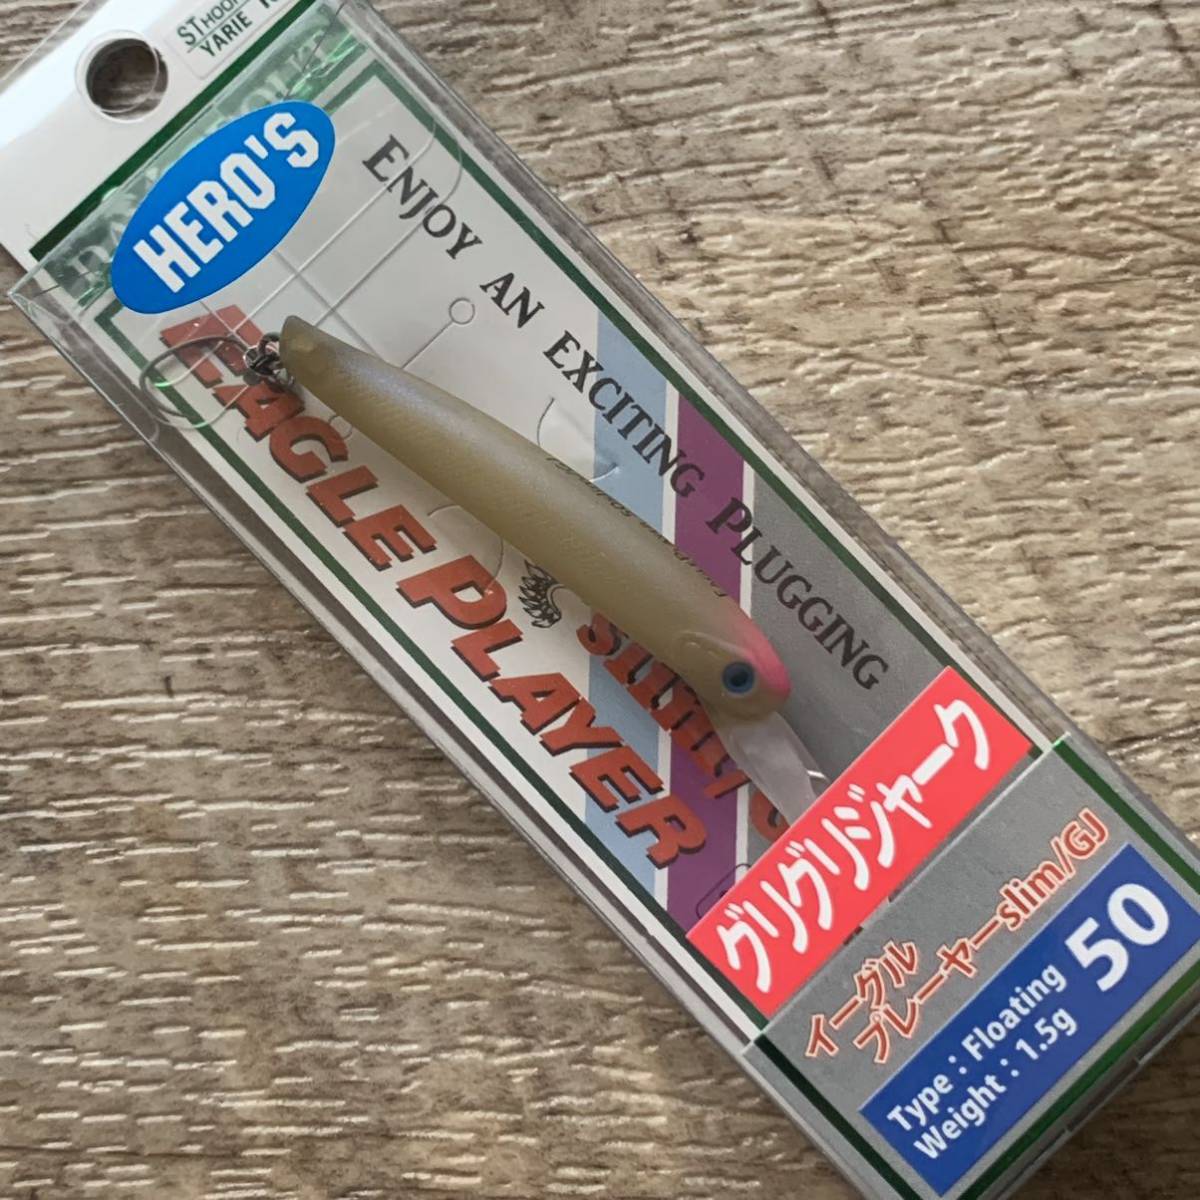 ST HOOK
YARIE
HERO'S
ENJOY AN EXCITING PLUGGING
EAGLE PLAYER
slim
グリグリジャーク
イーグル
プレーヤーslim/GJ
50
Type：Floating
Weight：1.5g